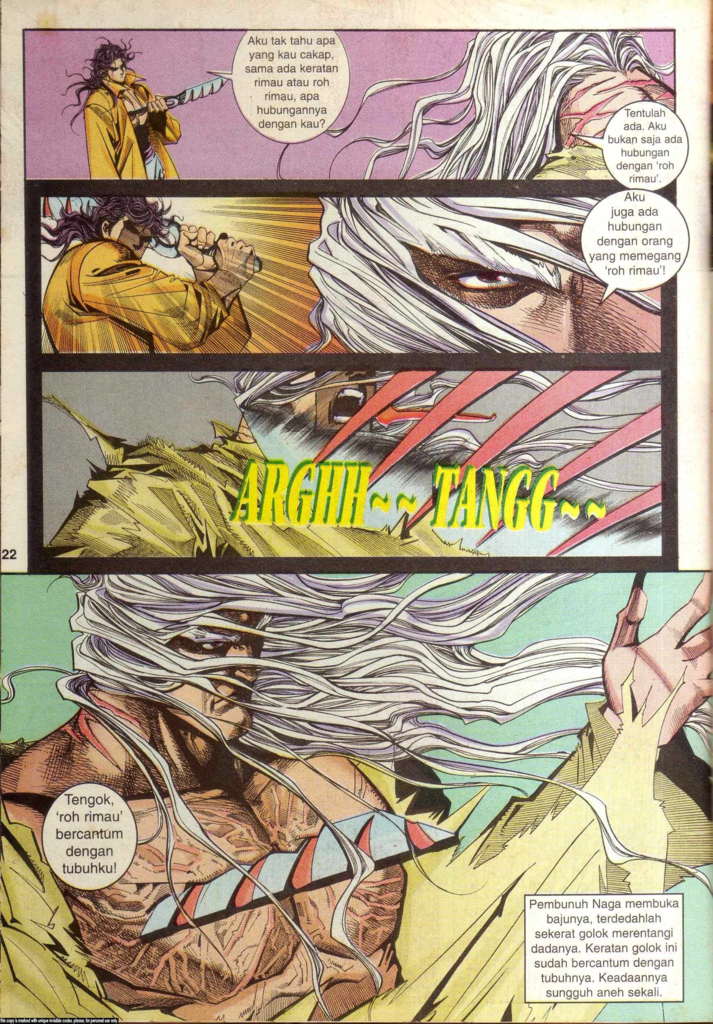 Aku tak tahu apa
yang kau cakap,
sama ada keratan
rimau atau roh
rimau, apa
hubungannya
dengan kau?
Tentulah
ada. Aku
bukan saja ada
hubungan
dengan 'roh
rimau'.
Aku
juga ada
hubungan
dengan orang
yang memegang
'roh rimau'!
ARGHH~~ TANGG~~
22
Tengok,
'roh rimau'
bercantum
dengan
tubuhku!
Pembunuh Naga membuka
bajunya, terdedahlah
sekerat golok merentangi
dadanya. Keratan golok ini
sudah bercantum dengan
tubuhnya. Keadaannya
sungguh aneh sekali.